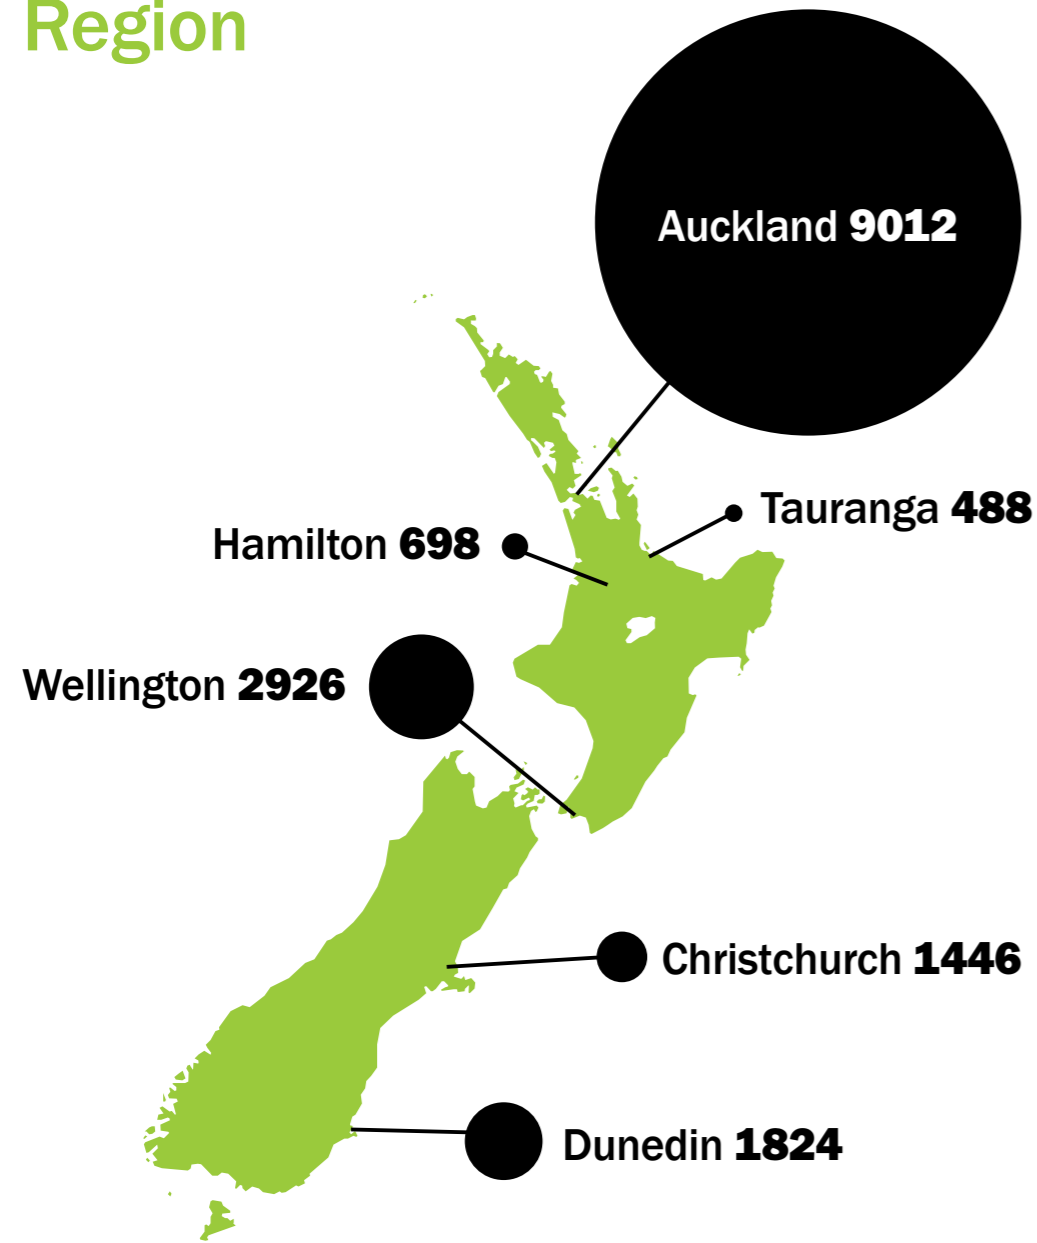 Region
Auckland 9012
Tauranga 488
Hamilton 698
Wellington 2926
Christchurch 1446
Dunedin 1824